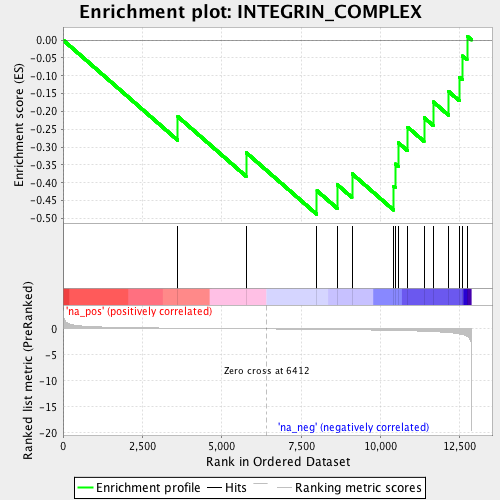 Enrichment plot: INTEGRIN_COMPLEX
Enrichment score (ES)
0.00
-0.05
-0.10
-0.15
-0.20
-0.25
-0.30
-0.35
-0.40
-0.45
-0.50
Ranked list metric (PreRanked)
'na_pos' (positively correlated)
0
-5
-10
-15
-20
Zero cross at 6412
'na_neg' (negatively correlated)
0 2,500 5,000 7,500 10,000 12,500
Rank in Ordered Dataset
Enrichment profile Hits Ranking metric scores